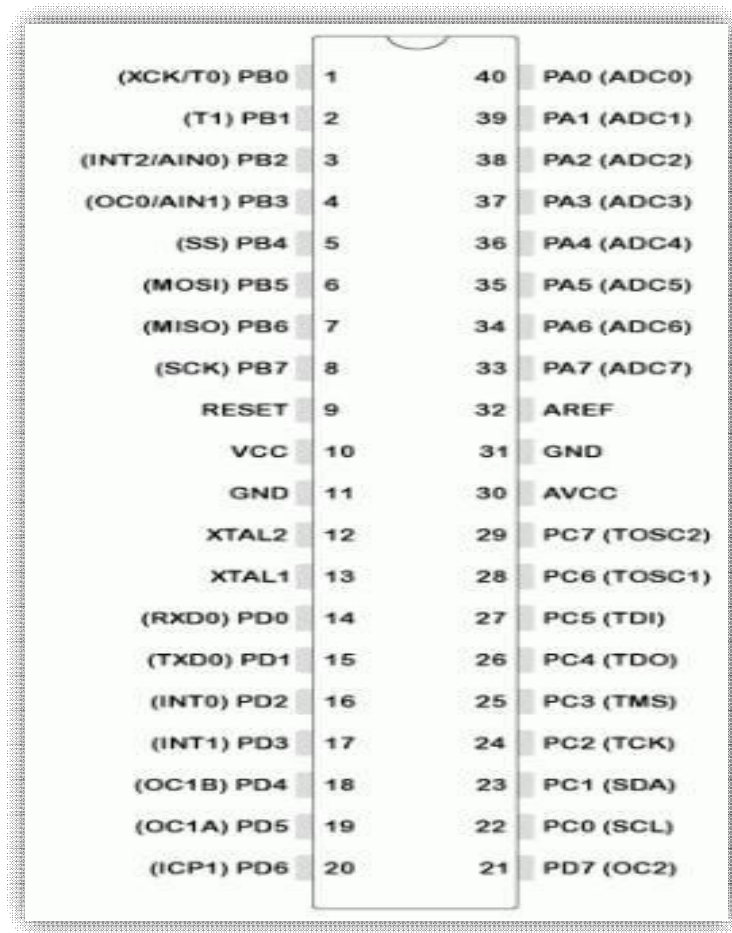 (XCK/T0) PB0 1 40 PA0 (ADC0)
(T1) PB1 2 39 PA1 (ADC1)
(INT2/AIN0) PB2 3 38 PA2 (ADC2)
(OC0/AIN1) PB3 4 37 PA3 (ADC3)
(SS) PB4 5 36 PA4 (ADC4)
(MOSI) PB5 6 35 PA5 (ADC5)
(MISO) PB6 7 34 PA6 (ADC6)
(SCK) PB7 8 33 PA7 (ADC7)
RESET 9 32 AREF
VCC 10 31 GND
GND 11 30 AVCC
XTAL2 12 29 PC7 (TOSC2)
XTAL1 13 28 PC6 (TOSC1)
(RXD0) PD0 14 27 PC5 (TDI)
(TXD0) PD1 15 26 PC4 (TDO)
(INT0) PD2 16 25 PC3 (TMS)
(INT1) PD3 17 24 PC2 (TCK)
(OC1B) PD4 18 23 PC1 (SDA)
(OC1A) PD5 19 22 PC0 (SCL)
(ICP1) PD6 20 21 PD7 (OC2)